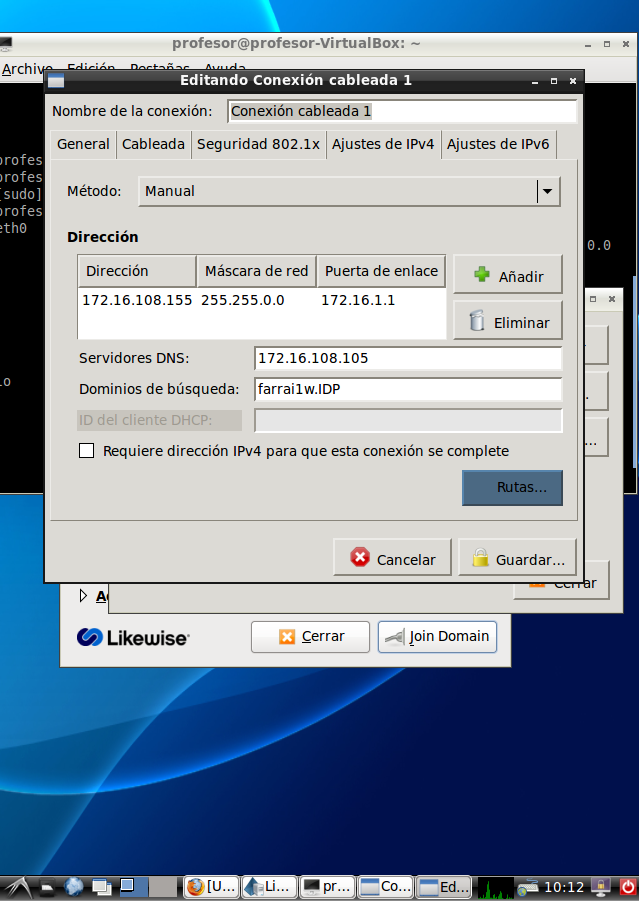 profesor@profesor-VirtualBox: ~
Archivo Edición Pestañas Ayuda
Editando Conexión cableada 1
Nombre de la conexión: Conexión cableada 1
General Cableada Seguridad 802.1x Ajustes de IPv4 Ajustes de IPv6
profes
profes
[sudo]
profes
eth0
0.0
Método: Manual
Dirección
Dirección Máscara de red Puerta de enlace
172.16.108.155 255.255.0.0 172.16.1.1
Añadir
Eliminar
Servidores DNS: 172.16.108.105
Dominios de búsqueda: farrai1w.IDP
ID del cliente DHCP:
Requiere dirección IPv4 para que esta conexión se complete
Rutas...
Cancelar Guardar...
Cerrar
Likewise
Cerrar Join Domain
[U... Li... pr... Co... Ed... 10:12